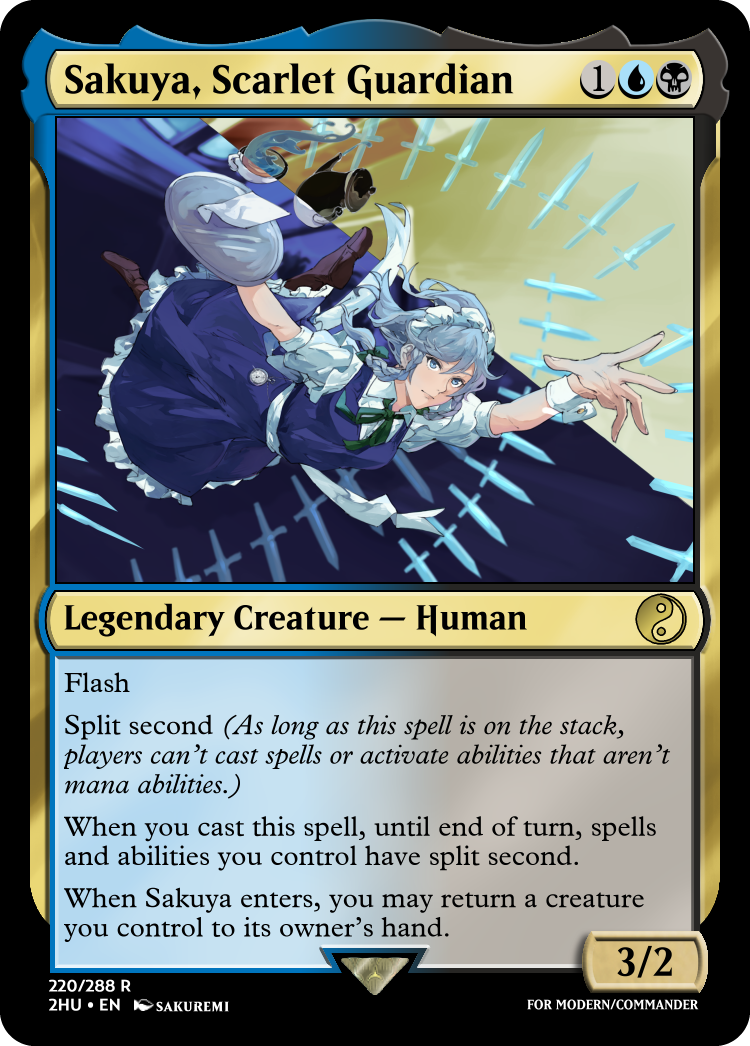 Sakuya, Scarlet Guardian 1
Legendary Creature — Human
Flash
Split second (As long as this spell is on the stack,
players can't cast spells or activate abilities that aren't
mana abilities.)
When you cast this spell, until end of turn, spells
and abilities you control have split second.
When Sakuya enters, you may return a creature
you control to its owner's hand.
3/2
220/288 R
2HU • EN SAKUREMI
FOR MODERN/COMMANDER